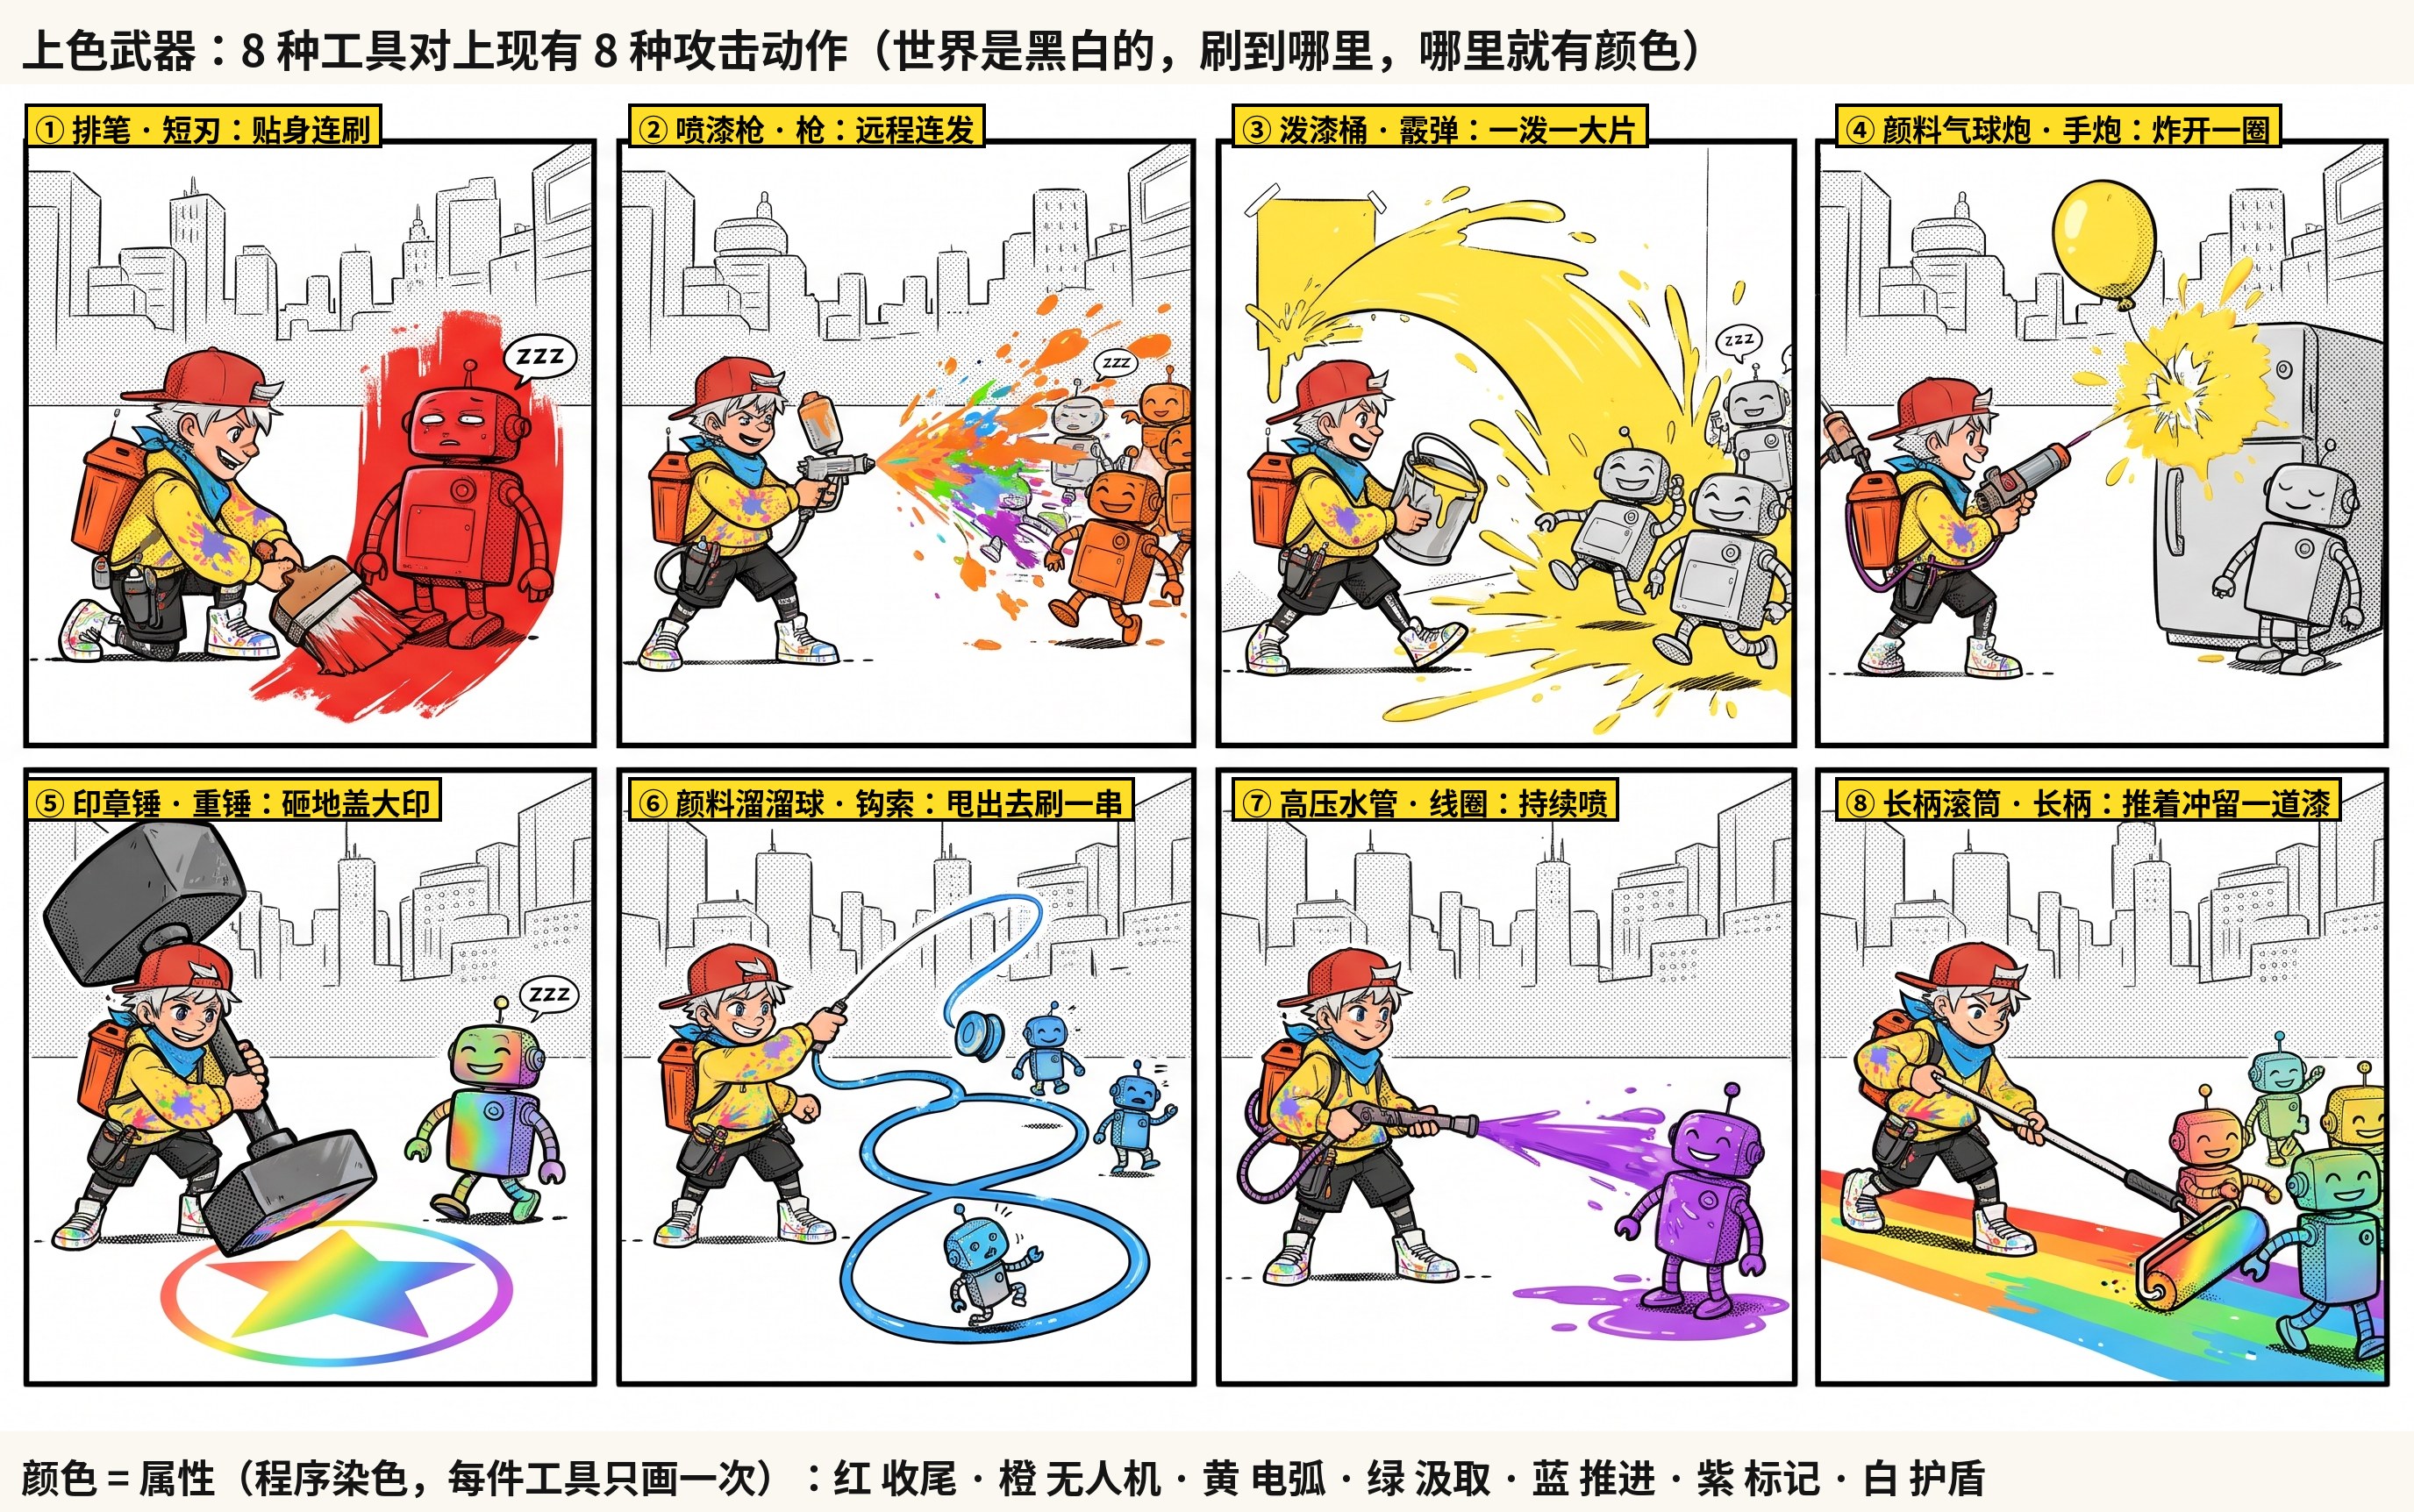 上色武器：8 种工具对上现有 8 种攻击动作（世界是黑白的，刷到哪里，哪里就有颜色）
① 排笔 · 短刃：贴身连刷
② 喷漆枪 · 枪：远程连发
③ 泼漆桶 · 霰弹：一泼一大片
④ 颜料气球炮 · 手炮：炸开一圈
zzz
zzz
zzz
⑤ 印章锤 · 重锤：砸地盖大印
⑥ 颜料溜溜球 · 钩索：甩出去刷一串
⑦ 高压水管 · 线圈：持续喷
⑧ 长柄滚筒 · 长柄：推着冲留一道漆
zzz
颜色 = 属性（程序染色，每件工具只画一次）：红 收尾 · 橙 无人机 · 黄 电弧 · 绿 汲取 · 蓝 推进 · 紫 标记 · 白 护盾